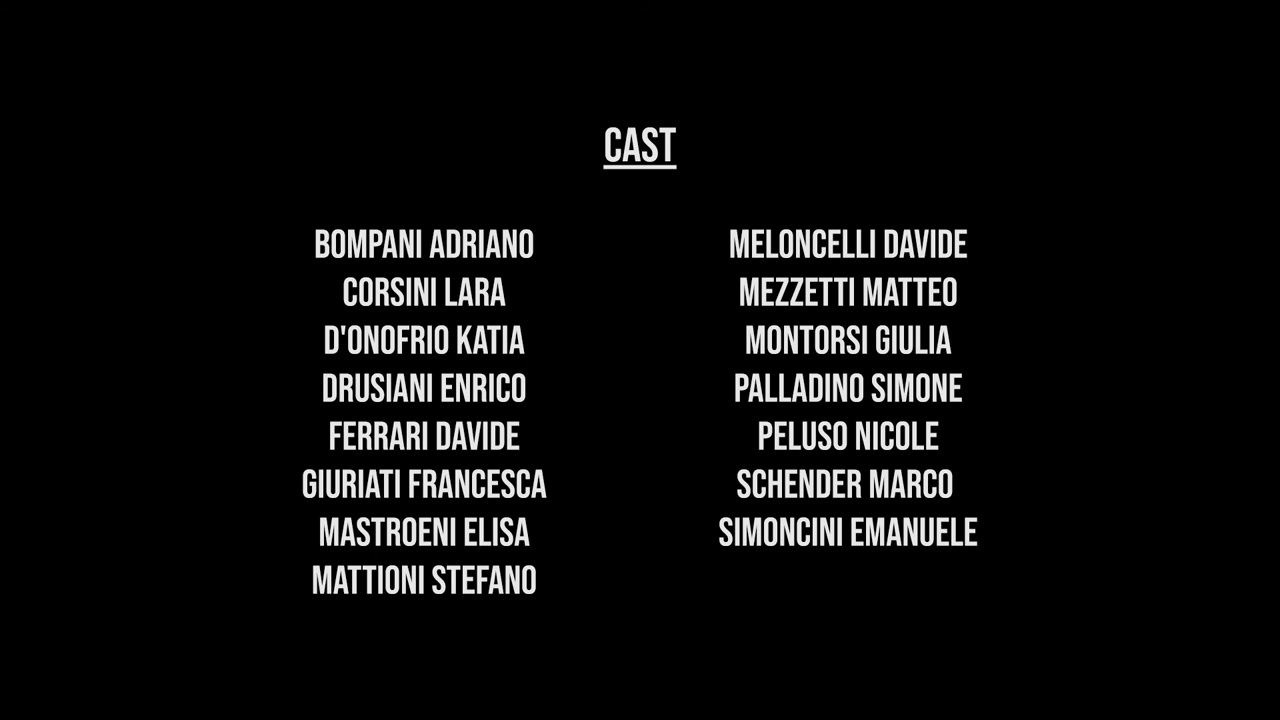 CAST
BOMPANI ADRIANO
CORSINI LARA
D'ONOFRIO KATIA
DRUSIANI ENRICO
FERRARI DAVIDE
GIURIATI FRANCESCA
MASTROENI ELISA
MATTIONI STEFANO
MELONCELLI DAVIDE
MEZZETTI MATTEO
MONTORSI GIULIA
PALLADINO SIMONE
PELUSO NICOLE
SCHENDER MARCO
SIMONCINI EMANUELE